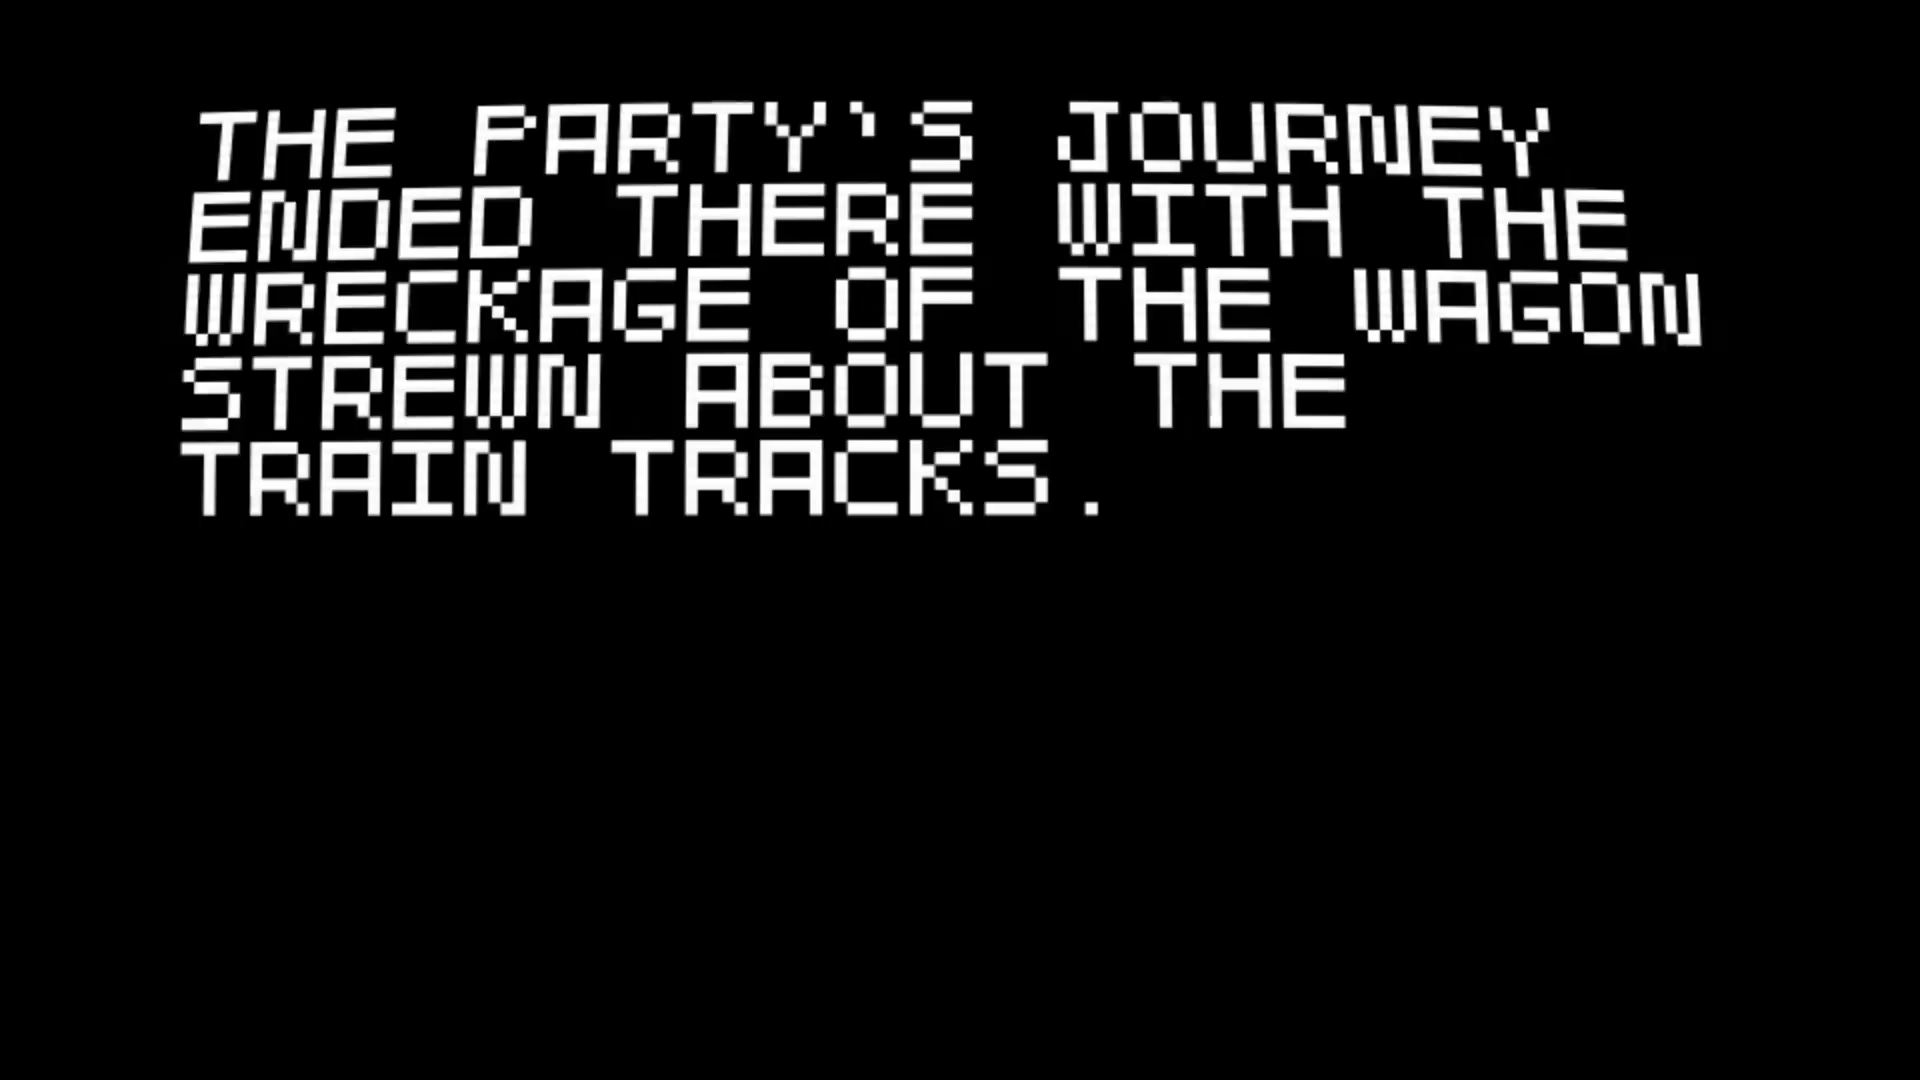 THE PARTY'S JOURNEY
ENDED THERE WITH THE
WRECKAGE OF THE WAGON
STREWN ABOUT THE
TRAIN TRACKS.